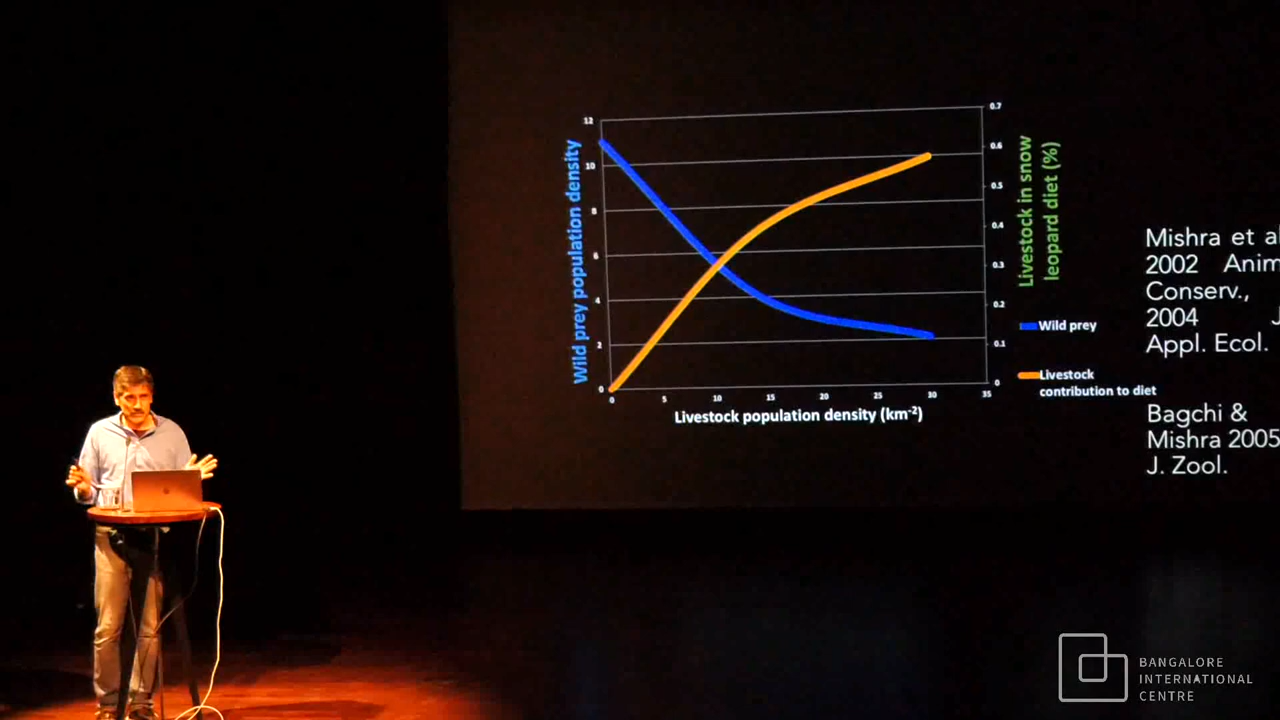 12
10
8
6
4
2
0
Wild prey population density
0
5
10
15
20
25
30
35
Livestock population density (km-2)
0.7
0.6
0.5
0.4
0.3
0.2
0.1
0
Livestock in snow
leopard diet (%)
Wild prey
Livestock
contribution to diet
Mishra et al
2002 Anim
Conserv.,
2004 J
Appl. Ecol.
Bagchi &
Mishra 2005
J. Zool.
BANGALORE
INTERNATIONAL
CENTRE